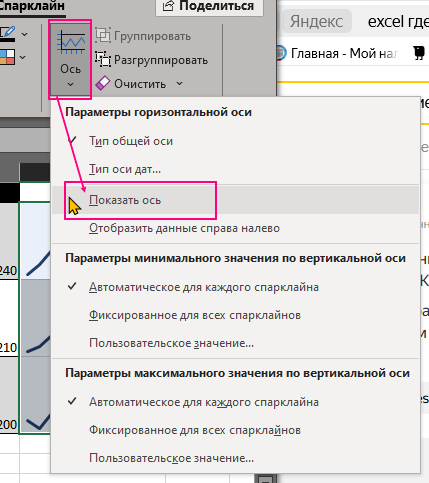 Спарклайн
Поделиться
Яндекс
excel где
Группировать
Разгруппировать
Ось
Очистить
Главная - Мой нал
Параметры горизонтальной оси
Тип общей оси
Тип оси дат...
Показать ось
Отобразить данные справа налево
Параметры минимального значения по вертикальной оси
240
Автоматическое для каждого спарклайна
Фиксированное для всех спарклайнов
210
Пользовательское значение...
Параметры максимального значения по вертикальной оси
Автоматическое для каждого спарклайна
200
Фиксированное для всех спарклайнов
Пользовательское значение...